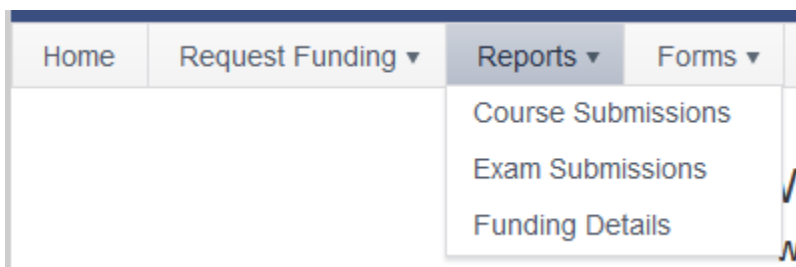 Home Request Funding ▾ Reports ▾ Forms ▾
Course Submissions
Exam Submissions
Funding Details